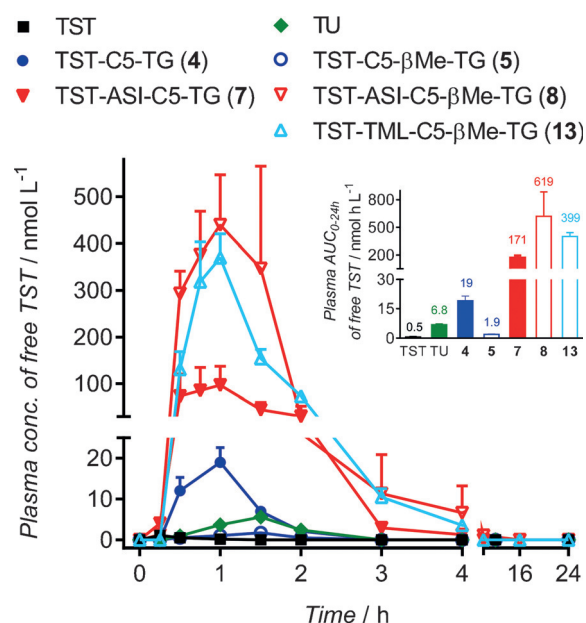 TST
TU
TST-C5-TG (4)
TST-C5-βMe-TG (5)
TST-ASI-C5-TG (7)
TST-ASI-C5-βMe-TG (8)
TST-TML-C5-βMe-TG (13)
Plasma conc. of free TST / nmol L⁻¹
500
400
300
200
100
20
10
0
0 1 2 3 4 16 24
Time / h
Plasma AUC₀₋₂₄ₕ
of free TST / nmol h L⁻¹
800
400
30
15
0
0.5
6.8
19
1.9
171
619
399
TST TU 4 5 7 8 13